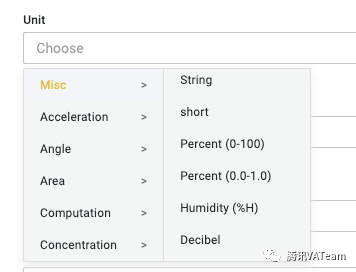 Unit
Choose
Misc >
Acceleration >
Angle >
Area >
Computation >
Concentration >
String
short
Percent (0-100)
Percent (0.0-1.0)
Humidity (%H)
Decibel
腾讯VATeam